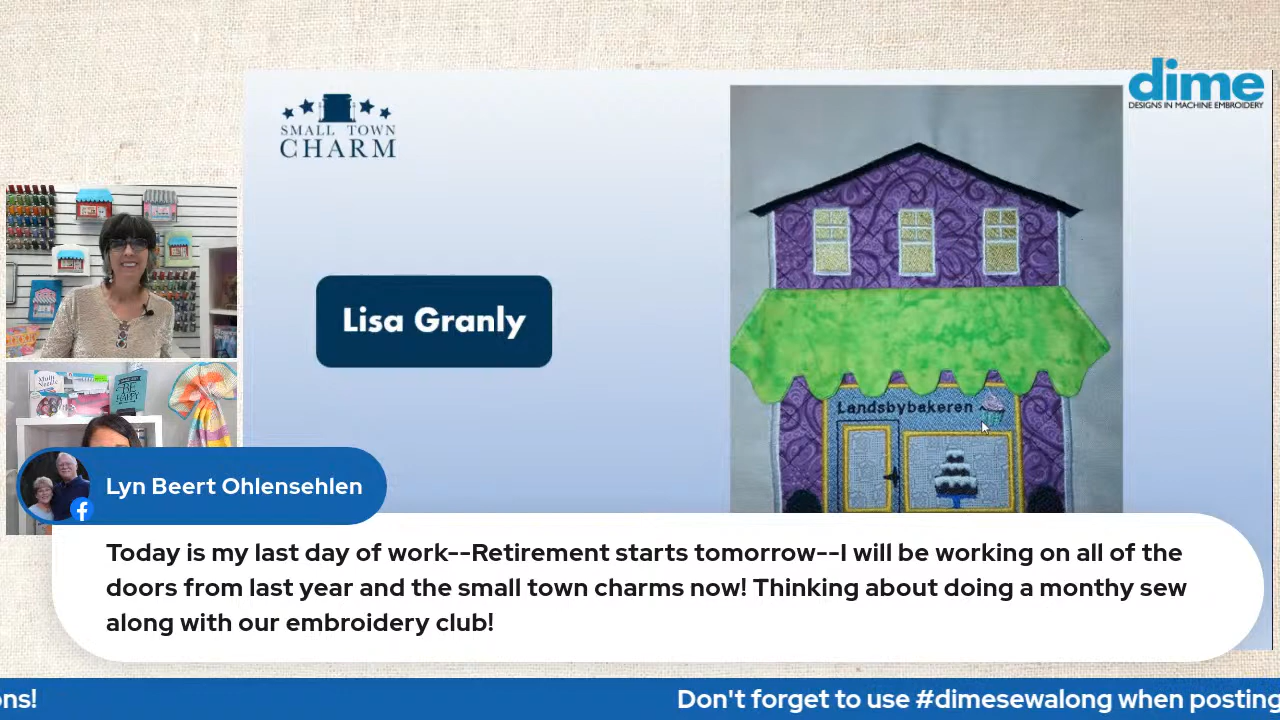 dime
DESIGNS IN MACHINE EMBROIDERY
SMALL TOWN
CHARM
Lisa Granly
Landsbybakeren
Lyn Beert Ohlensehlen
Today is my last day of work--Retirement starts tomorrow--I will be working on all of the
doors from last year and the small town charms now! Thinking about doing a monthy sew
along with our embroidery club!
ons!
Don't forget to use #dimesewalong when posting